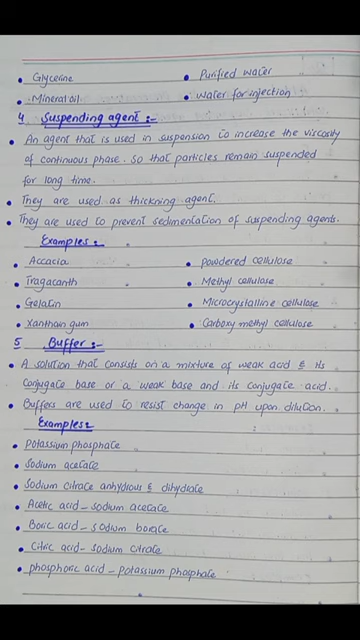 • Glycerine • Purified water
• Mineral oil • water for injection
4 Suspending agent :-
• An agent that is used in suspension to increase the viscosity
of continuous phase. So that particles remain suspended
for long time.
• They are used as thickning agent.
• They are used to prevent sedimentation of suspending agents.
Examples :
• Accacia • powdered cellulose
• Tragacanth • Methyl cellulose
• Gelatin • Microcrystalline cellulose
• Xanthan gum • Carboxy methyl cellulose
5 Buffer :-
• A solution that consists on a mixture of weak acid & its
Conjugate base or a weak base and its conjugate acid.
• Buffers are used to resist change in pH upon dilution.
Examples :
• potassium phosphate
• Sodium acetate
• Sodium citrate anhydrous & dihydrate
• Acetic acid - sodium acetate
• Boric acid - sodium borate
• Citric acid - sodium citrate
• phosphoric acid - potassium phosphate